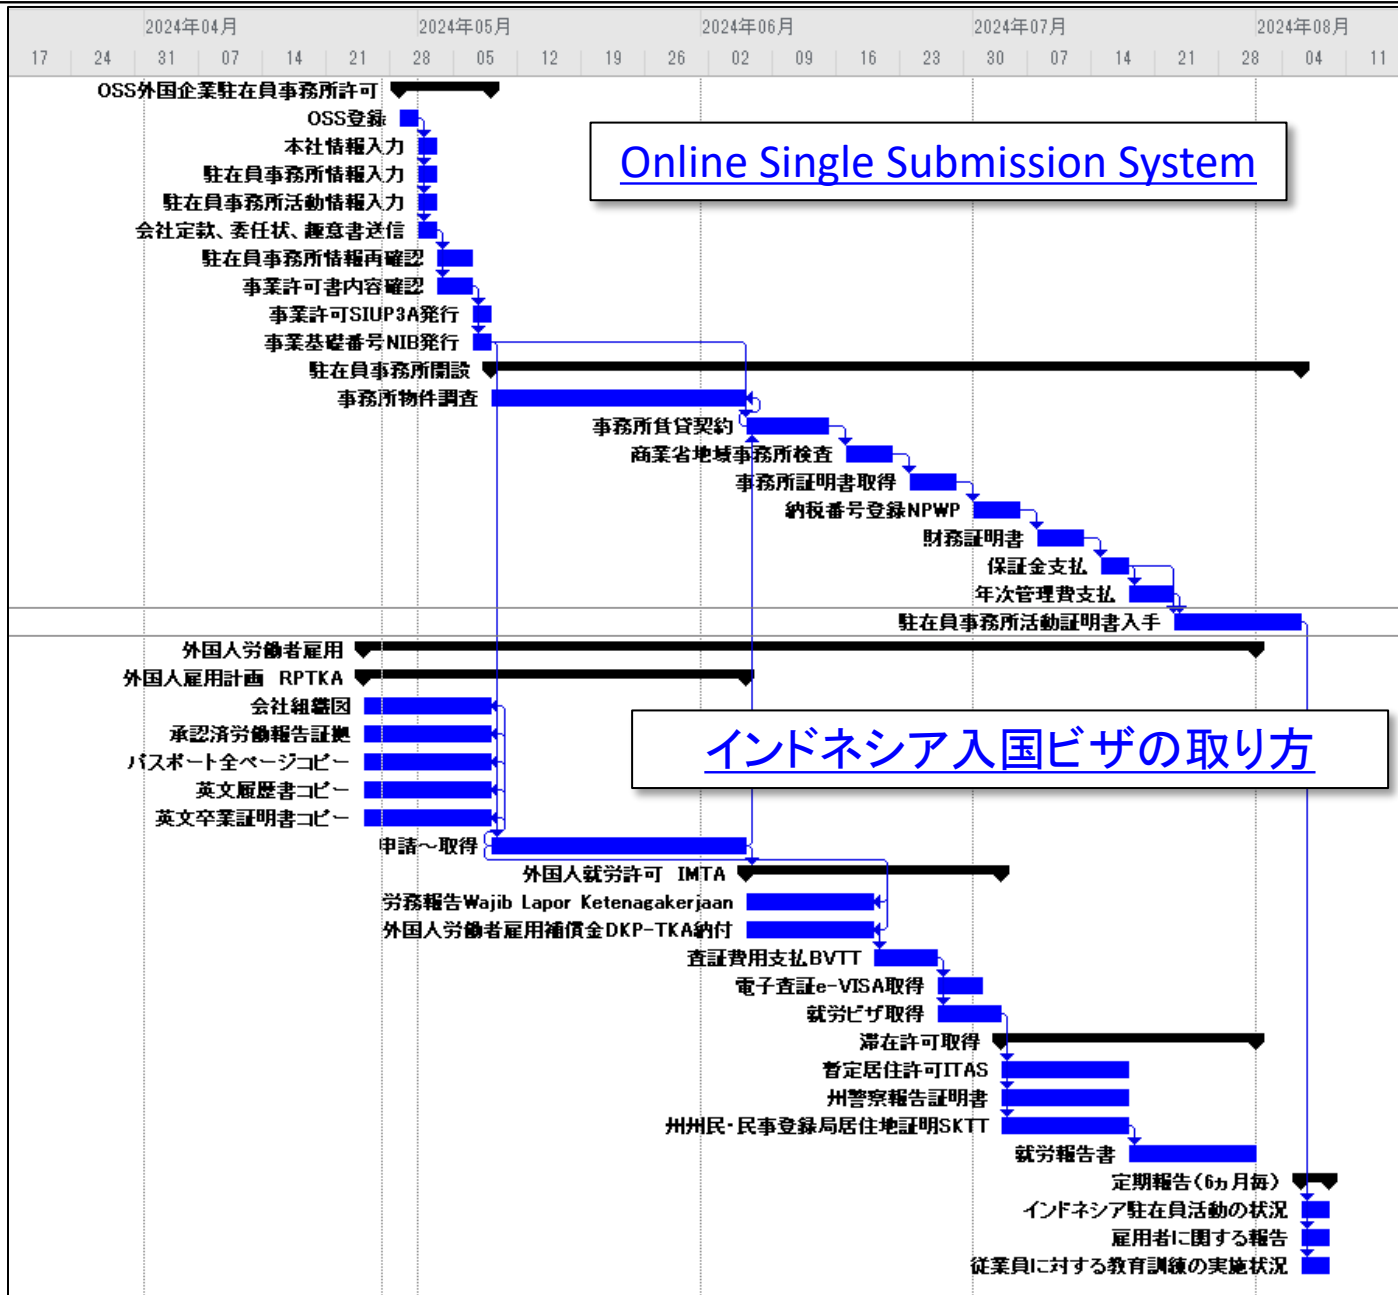 2024年04月 2024年05月 2024年06月 2024年07月 2024年08月
17 24 31 07 14 21 28 05 12 19 26 02 09 16 23 30 07 14 21 28 04 11
OSS外国企業駐在員事務所許可
OSS登録
Online Single Submission System
本社情報入力
駐在員事務所情報入力
駐在員事務所活動情報入力
会社定款、委任状、趣意書送信
駐在員事務所情報再確認
事業許可書内容確認
事業許可SIUP3A発行
事業基礎番号NIB発行
駐在員事務所開設
事務所物件調査
事務所賃貸契約
商業省地域事務所検査
事務所証明書取得
納税番号登録NPWP
財務証明書
保証金支払
年次管理費支払
駐在員事務所活動証明書入手
外国人労働者雇用
外国人雇用計画 RPTKA
会社組織図
承認済労働報告証拠
インドネシア入国ビザの取り方
パスポート全ページコピー
英文履歴書コピー
英文卒業証明書コピー
申請～取得
外国人就労許可 IMTA
労務報告Wajib Lapor Ketenagakerjaan
外国人労働者雇用補償金DKP-TKA納付
査証費用支払BVTT
電子査証e-VISA取得
就労ビザ取得
滞在許可取得
暫定居住許可ITAS
州警察報告証明書
州州民・民事登録局居住地証明SKTT
就労報告書
定期報告(6ヵ月毎)
インドネシア駐在員活動の状況
雇用者に関する報告
従業員に対する教育訓練の実施状況